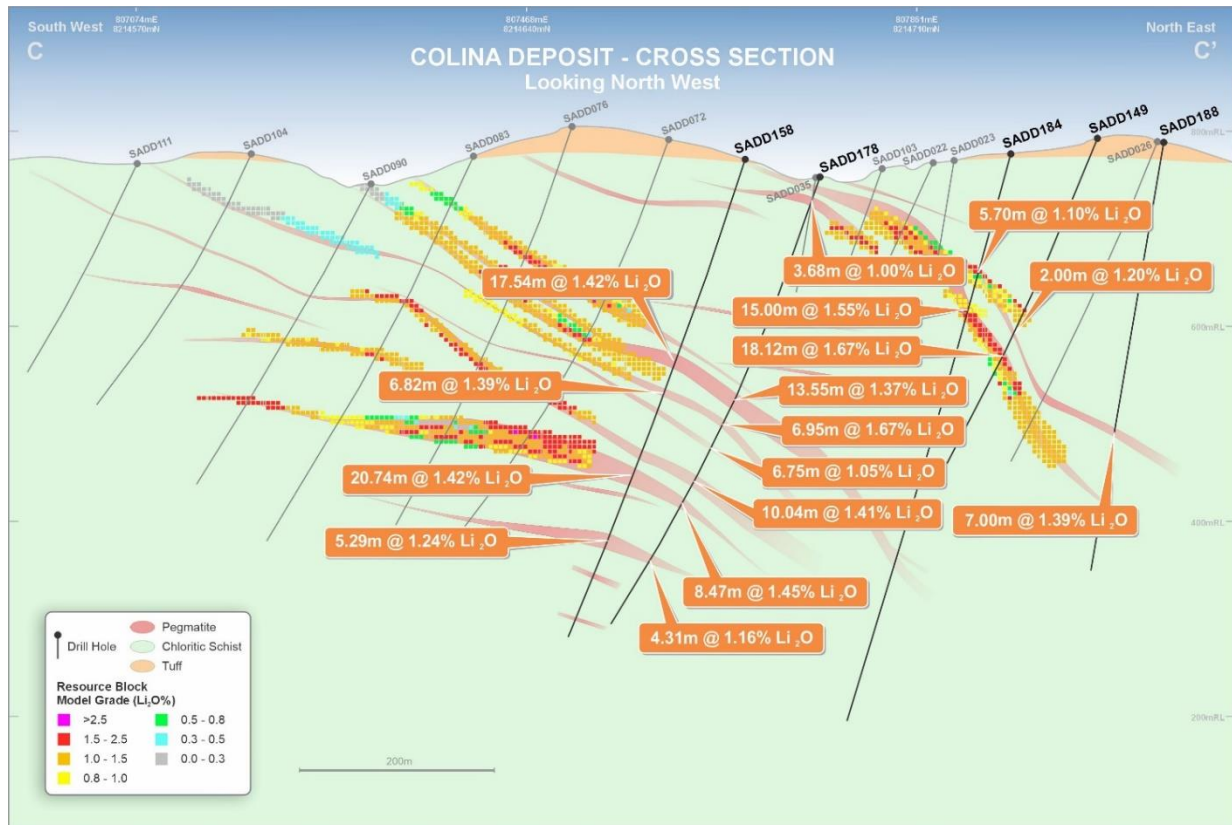 807074mE
8214570mN
807468mE
8214640mN
807861mE
8214710mN
South West
North East
C
C'
COLINA DEPOSIT - CROSS SECTION
Looking North West
SADD111
SADD104
SADD090
SADD083
SADD076
SADD072
SADD158
SADD035
SADD178
SADD103
SADD022
SADD023
SADD184
SADD149
SADD026
SADD188
800mRL
600mRL
400mRL
200mRL
5.70m @ 1.10% Li₂O
3.68m @ 1.00% Li₂O
2.00m @ 1.20% Li₂O
17.54m @ 1.42% Li₂O
15.00m @ 1.55% Li₂O
18.12m @ 1.67% Li₂O
6.82m @ 1.39% Li₂O
13.55m @ 1.37% Li₂O
6.95m @ 1.67% Li₂O
6.75m @ 1.05% Li₂O
20.74m @ 1.42% Li₂O
10.04m @ 1.41% Li₂O
7.00m @ 1.39% Li₂O
5.29m @ 1.24% Li₂O
8.47m @ 1.45% Li₂O
4.31m @ 1.16% Li₂O
Drill Hole
Pegmatite
Chloritic Schist
Tuff
Resource Block
Model Grade (Li₂O%)
>2.5
1.5 - 2.5
1.0 - 1.5
0.8 - 1.0
0.5 - 0.8
0.3 - 0.5
0.0 - 0.3
200m